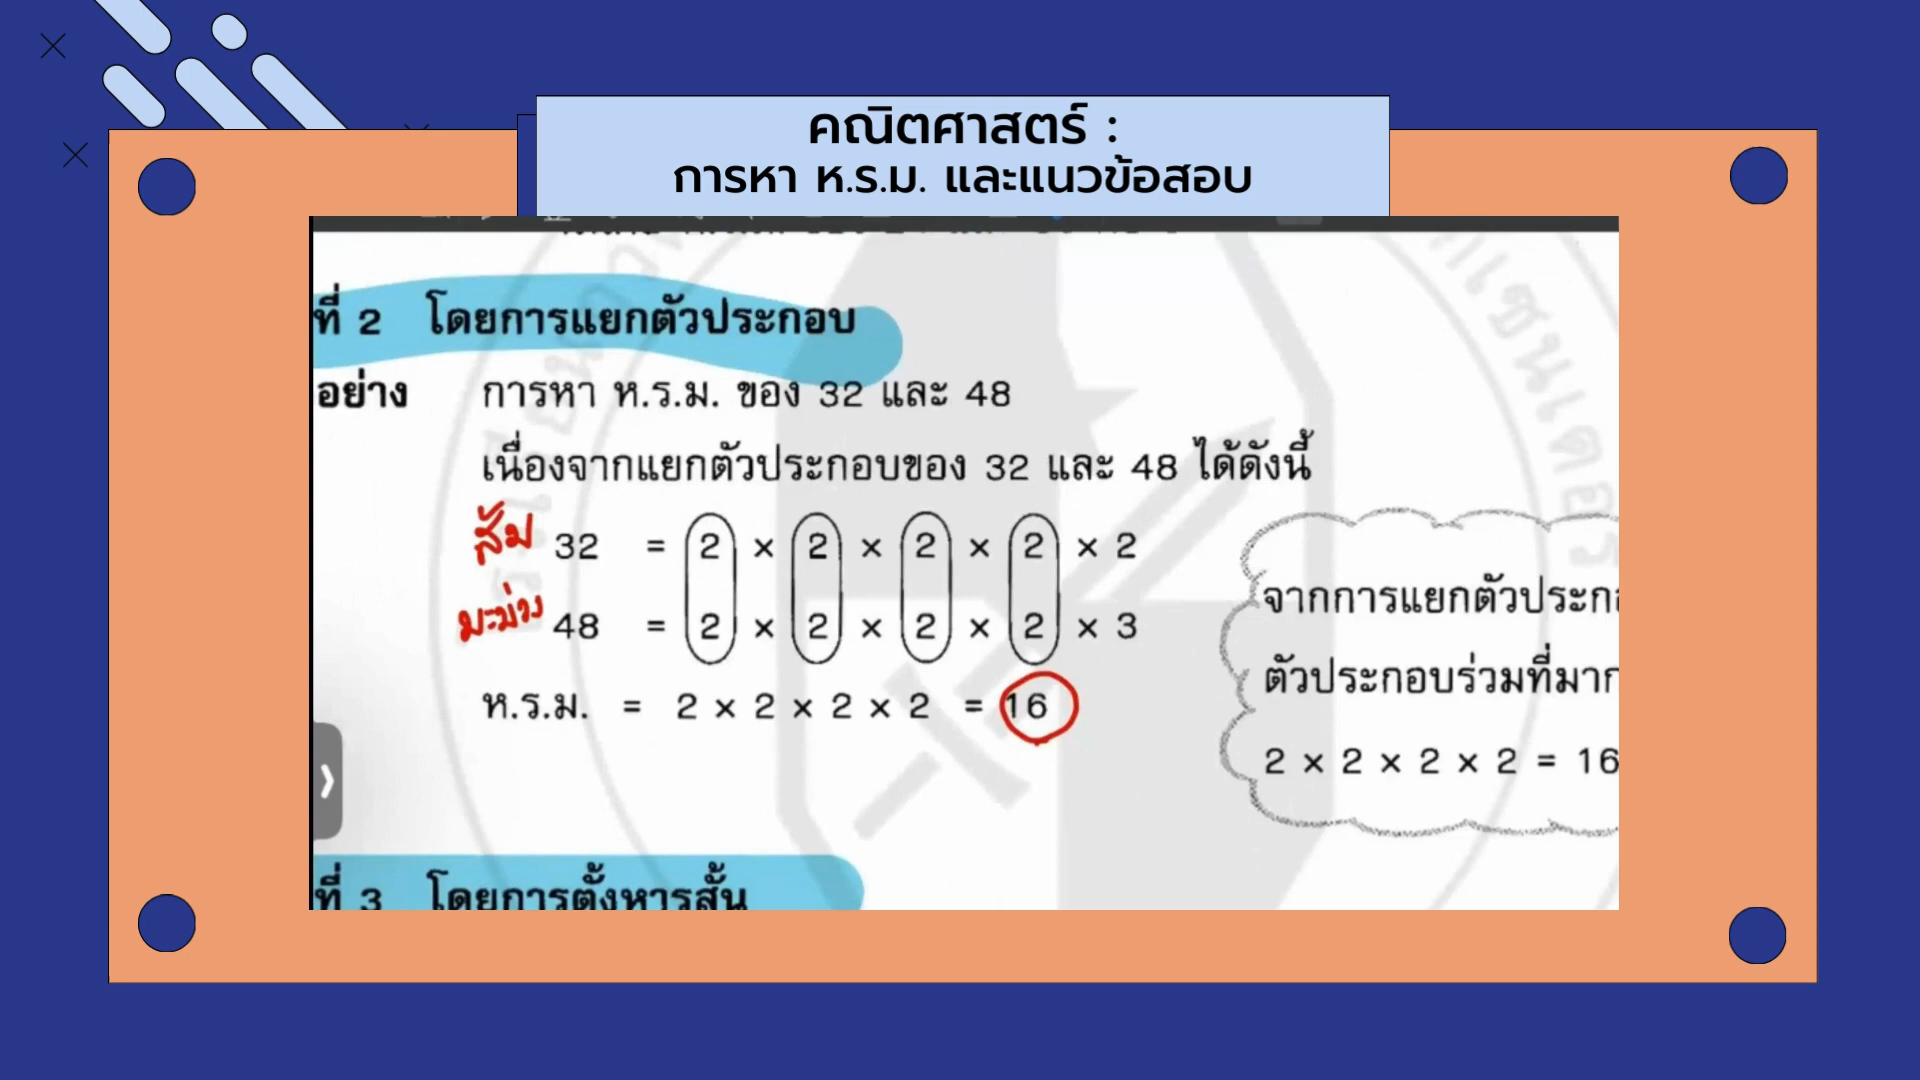 คณิตศาสตร์ :
การหา ห.ร.ม. และแนวข้อสอบ
ที่ 2 โดยการแยกตัวประกอบ
อย่าง การหา ห.ร.ม. ของ 32 และ 48
เนื่องจากแยกตัวประกอบของ 32 และ 48 ได้ดังนี้
ส้ม 32 = 2 × 2 × 2 × 2 × 2
มะม่วง 48 = 2 × 2 × 2 × 2 × 3
ห.ร.ม. = 2 × 2 × 2 × 2 = 16
จากการแยกตัวประก
ตัวประกอบร่วมที่มาก
2 × 2 × 2 × 2 = 16
ที่ 3 โดยการตั้งหารสั้น